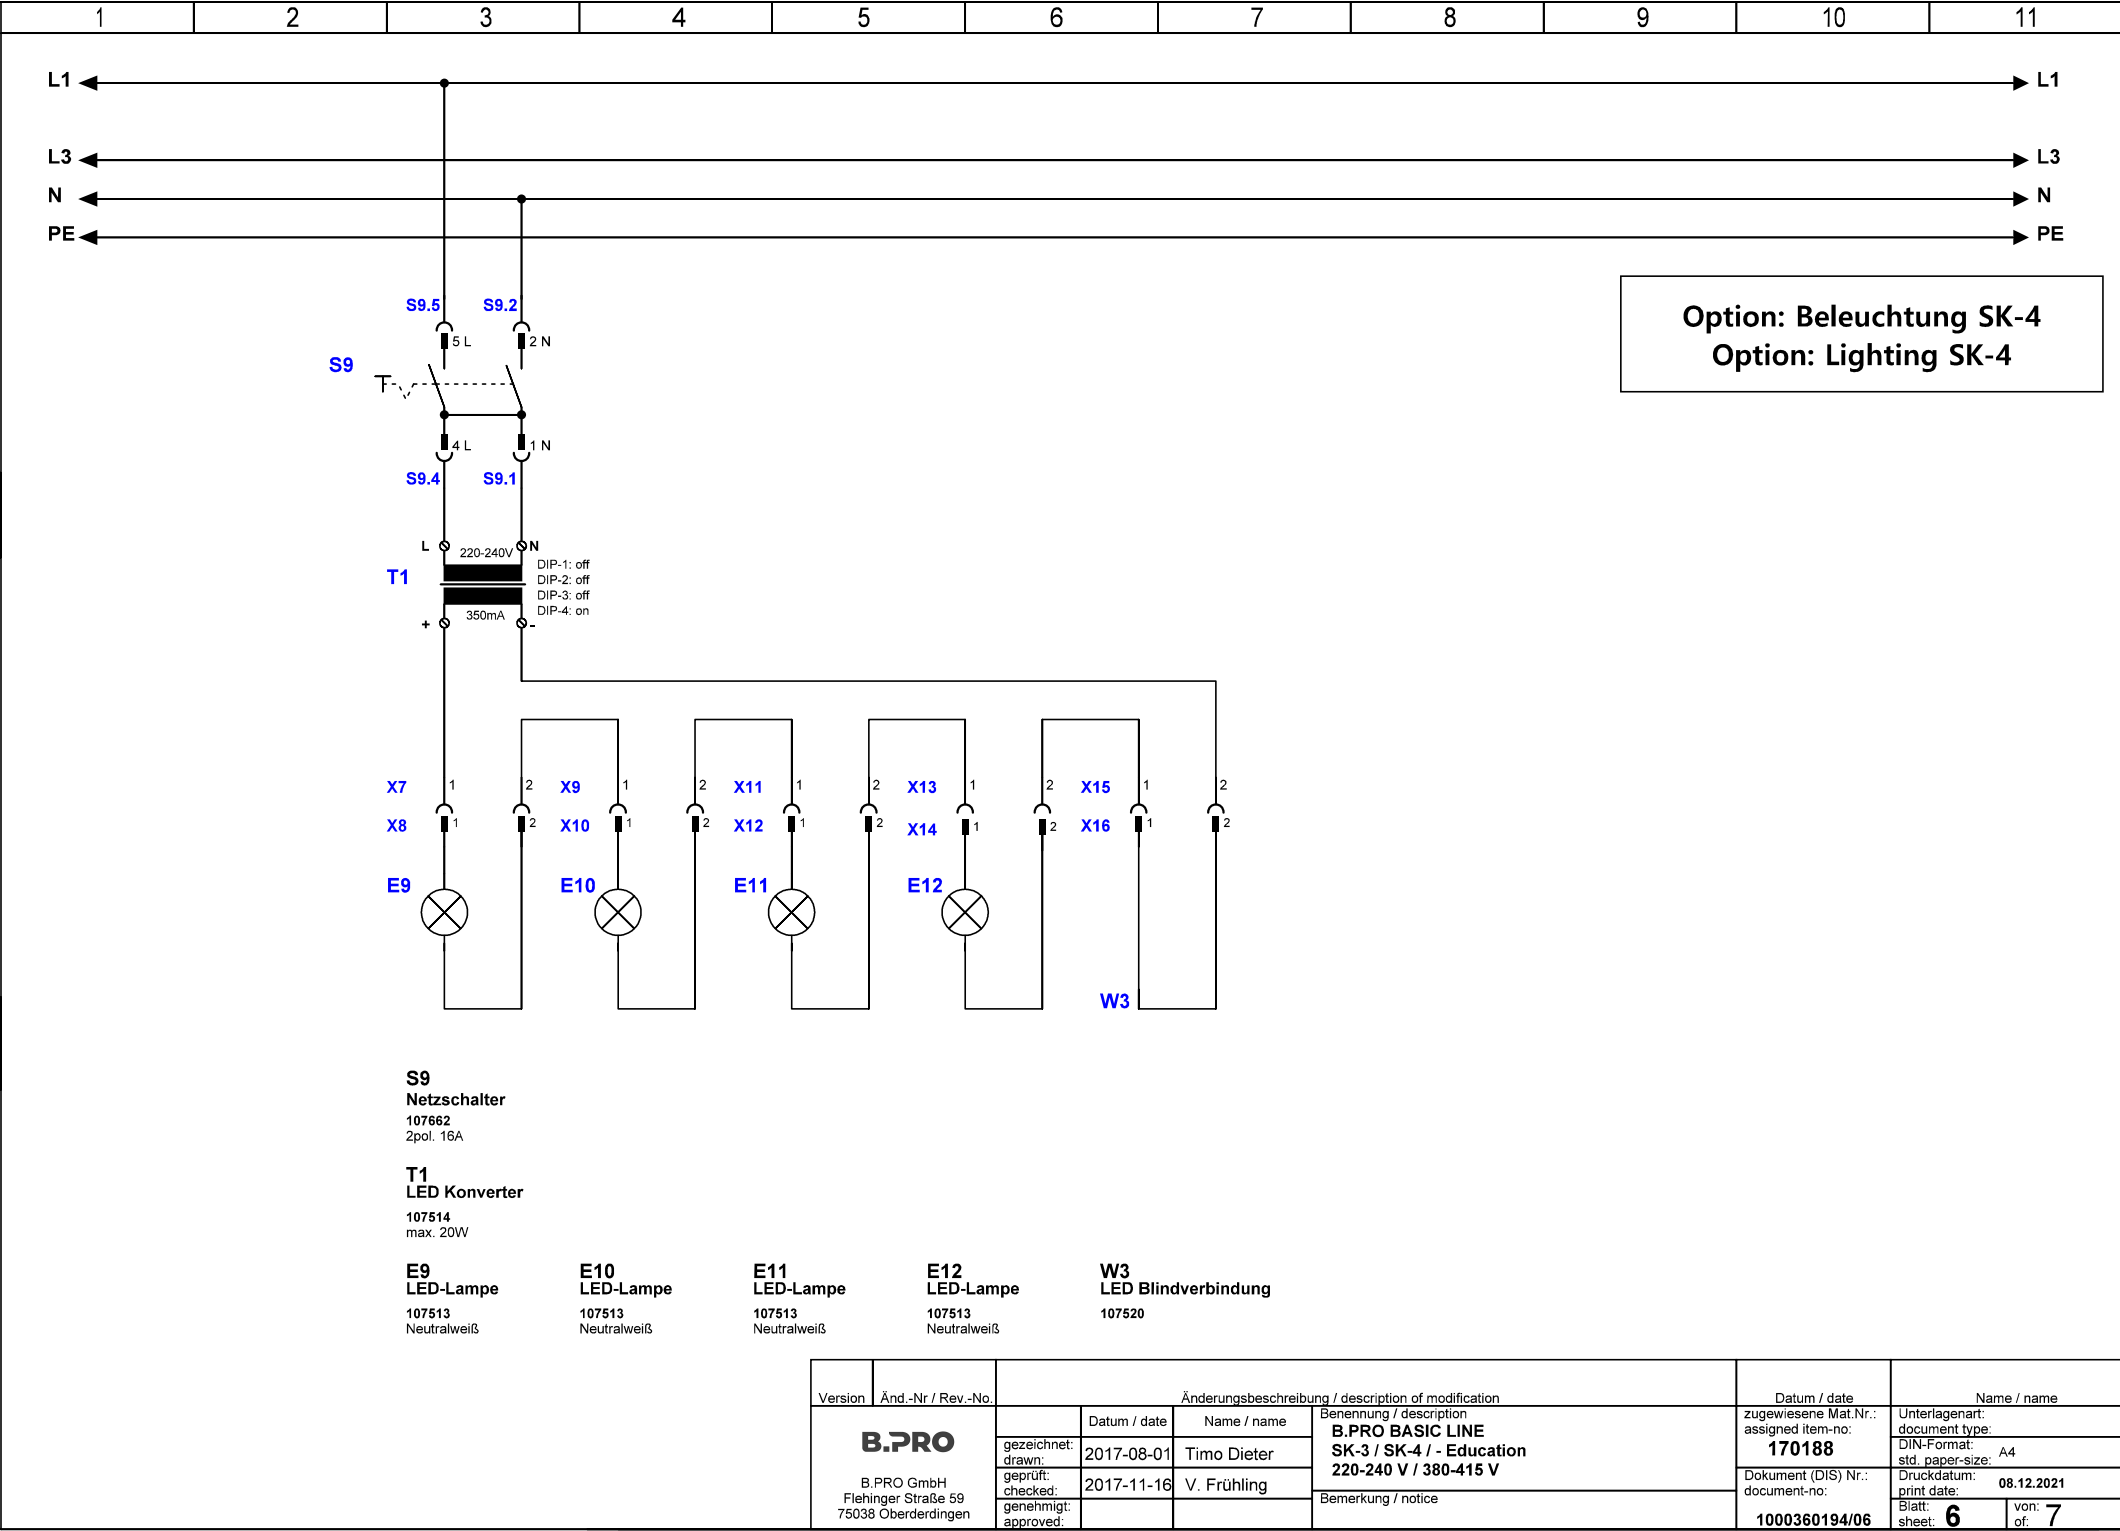 1 2 3 4 5 6 7 8 9 10 11
L1 L1
L3 L3
N N
PE PE
Option: Beleuchtung SK-4
Option: Lighting SK-4
S9.5 S9.2
5 L 2 N
S9
4 L 1 N
S9.4 S9.1
L 220-240V N
T1
DIP-1: off
DIP-2: off
DIP-3: off
DIP-4: on
350mA
+ -
X7 1 2 X9 1 2 X11 1 2 X13 1 2 X15 1 2
X8 1 2 X10 1 2 X12 1 2 X14 1 2 X16 1 2
E9 E10 E11 E12
W3
S9
Netzschalter
107662
2pol. 16A
T1
LED Konverter
107514
max. 20W
E9 E10 E11 E12 W3
LED-Lampe LED-Lampe LED-Lampe LED-Lampe LED Blindverbindung
107513 107513 107513 107513 107520
Neutralweiß Neutralweiß Neutralweiß Neutralweiß
Version Änd.-Nr / Rev.-No. Änderungsbeschreibung / description of modification Datum / date Name / name
B.PRO
B.PRO GmbH
Flehinger Straße 59
75038 Oberderdingen
Datum / date Name / name
gezeichnet:
drawn: 2017-08-01 Timo Dieter
geprüft:
checked: 2017-11-16 V. Frühling
genehmigt:
approved:
Benennung / description
B.PRO BASIC LINE
SK-3 / SK-4 / - Education
220-240 V / 380-415 V
Bemerkung / notice
zugewiesene Mat.Nr.:
assigned item-no:
170188
Dokument (DIS) Nr.:
document-no:
1000360194/06
Unterlagenart:
document type:
DIN-Format:
std. paper-size: A4
Druckdatum:
print date: 08.12.2021
Blatt:
sheet: 6
von:
of: 7